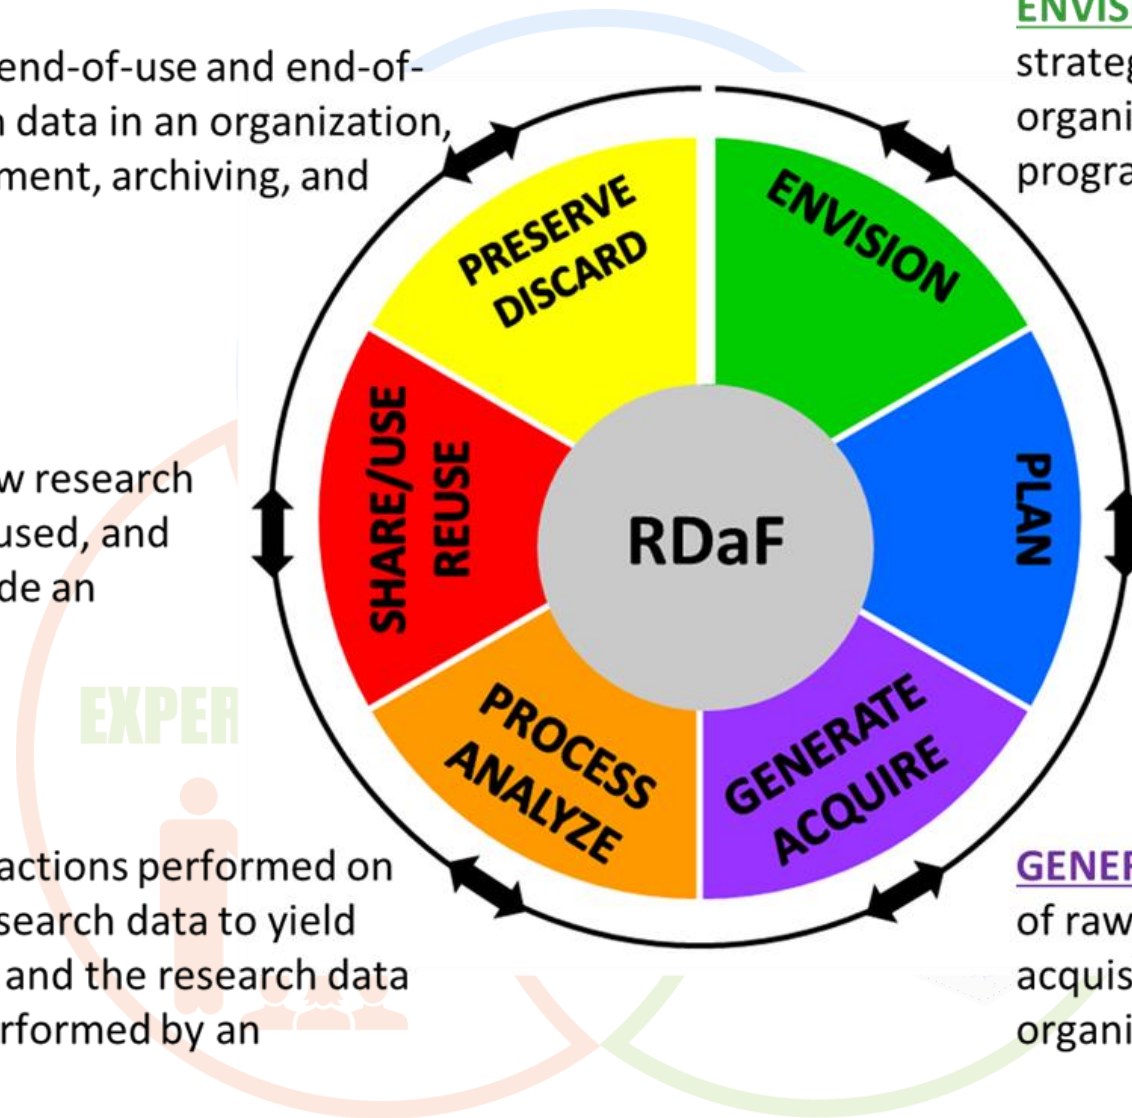 end-of-use and end-of-
data in an organization,
ment, archiving, and
w research
used, and
de an
EXPER
actions performed on
search data to yield
and the research data
rformed by an
PRESERVE
DISCARD
ENVISION
SHARE/USE
REUSE
RDaF
PLAN
PROCESS
ANALYZE
GENERATE
ACQUIRE
ENVIS
strateg
organi
progra
GENER
of raw
acquis
organi